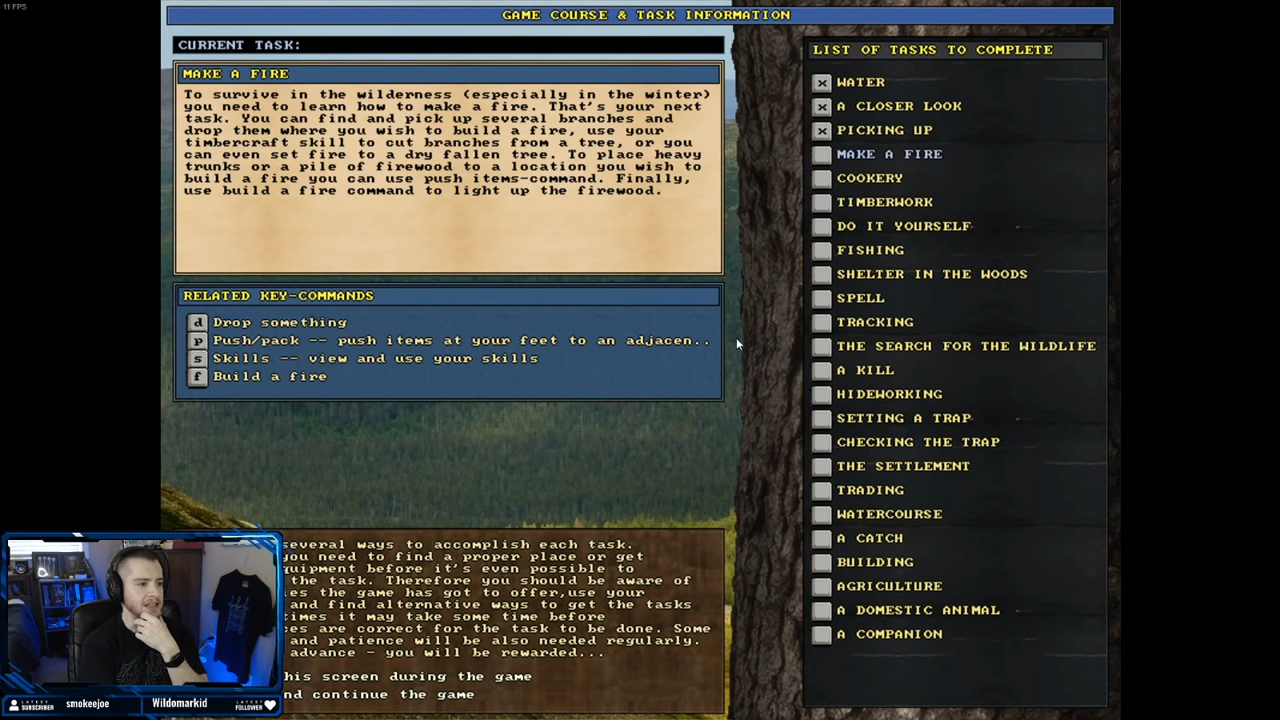 11 FPS
GAME COURSE & TASK INFORMATION
CURRENT TASK:
MAKE A FIRE
To survive in the wilderness (especially in the winter)
you need to learn how to make a fire. That's your next
task. You can find and pick up several branches and
drop them where you wish to build a fire, use your
timbercraft skill to cut branches from a tree, or you
can even set fire to a dry fallen tree. To place heavy
trunks or a pile of firewood to a location you wish to
build a fire you can use push items-command. Finally,
use build a fire command to light up the firewood.
RELATED KEY-COMMANDS
d Drop something
p Push/pack -- push items at your feet to an adjacen..
s Skills -- view and use your skills
f Build a fire
several ways to accomplish each task.
you need to find a proper place or get
quipment before it's even possible to
the task. Therefore you should be aware of
les the game has got to offer,use your
and find alternative ways to get the tasks
times it may take some time before
ces are correct for the task to be done. Some
and patience will be also needed regularly.
advance - you will be rewarded...
his screen during the game
nd continue the game
LIST OF TASKS TO COMPLETE
x WATER
x A CLOSER LOOK
x PICKING UP
MAKE A FIRE
COOKERY
TIMBERWORK
DO IT YOURSELF
FISHING
SHELTER IN THE WOODS
SPELL
TRACKING
THE SEARCH FOR THE WILDLIFE
A KILL
HIDEWORKING
SETTING A TRAP
CHECKING THE TRAP
THE SETTLEMENT
TRADING
WATERCOURSE
A CATCH
BUILDING
AGRICULTURE
A DOMESTIC ANIMAL
A COMPANION
LATEST SUBSCRIBER smokeejoe
Wildomarkid LATEST FOLLOWER